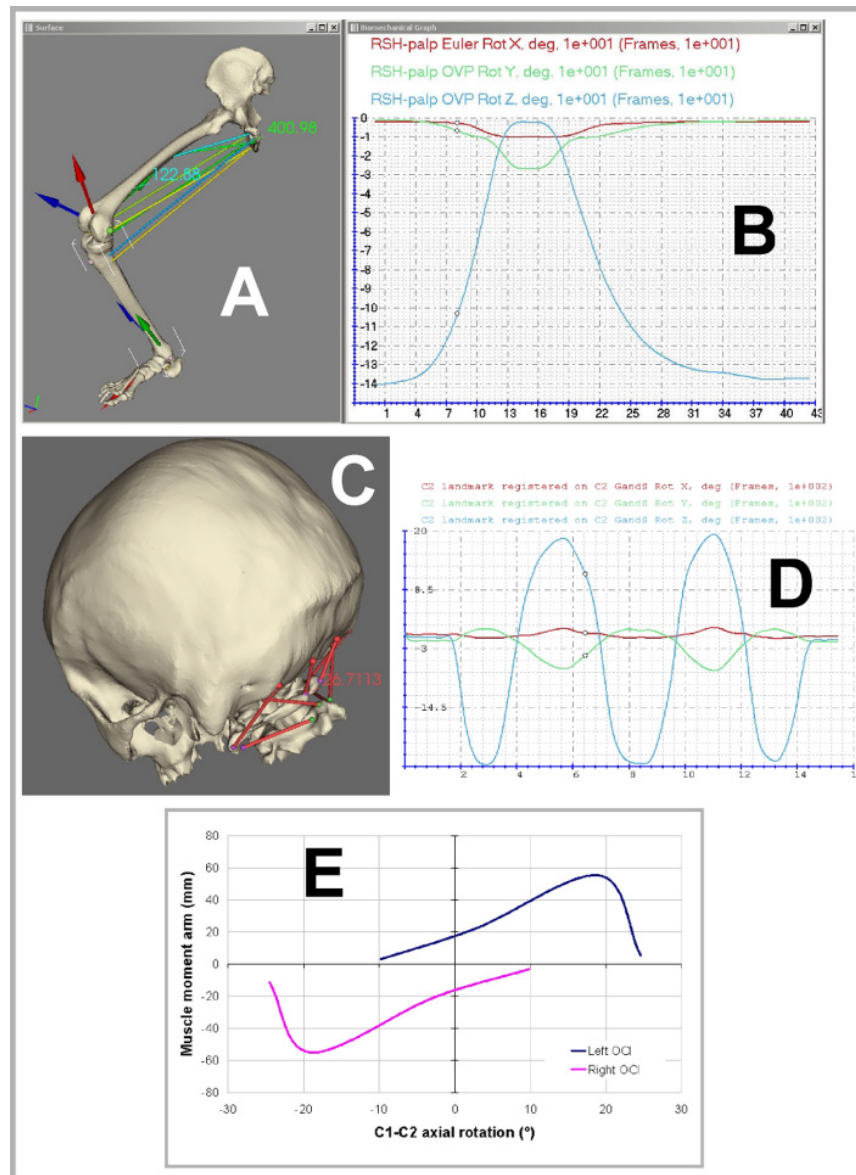 Surface
Biomechanical Graph
400.98
122.88
A
RSH-palp Euler Rot X, deg, 1e+001 (Frames, 1e+001)
RSH-palp OVP Rot Y, deg, 1e+001 (Frames, 1e+001)
RSH-palp OVP Rot Z, deg, 1e+001 (Frames, 1e+001)
0
-1
-2
-3
-4
-5
-6
-7
-8
-9
-10
-11
-12
-13
-14
B
1 4 7 10 13 16 19 22 25 28 31 34 37 40 43
C
26.7113
C2 landmark registered on C2 GandS Rot X, deg (Frames, 1e+002)
C2 landmark registered on C2 GandS Rot Y, deg (Frames, 1e+002)
C2 landmark registered on C2 GandS Rot Z, deg (Frames, 1e+002)
20
8.5
-3
-14.5
D
2 4 6 8 10 12 14
E
Muscle moment arm (mm)
80
60
40
20
0
-20
-40
-60
-80
Left OCI
Right OCI
-30 -20 -10 0 10 20 30
C1-C2 axial rotation (°)